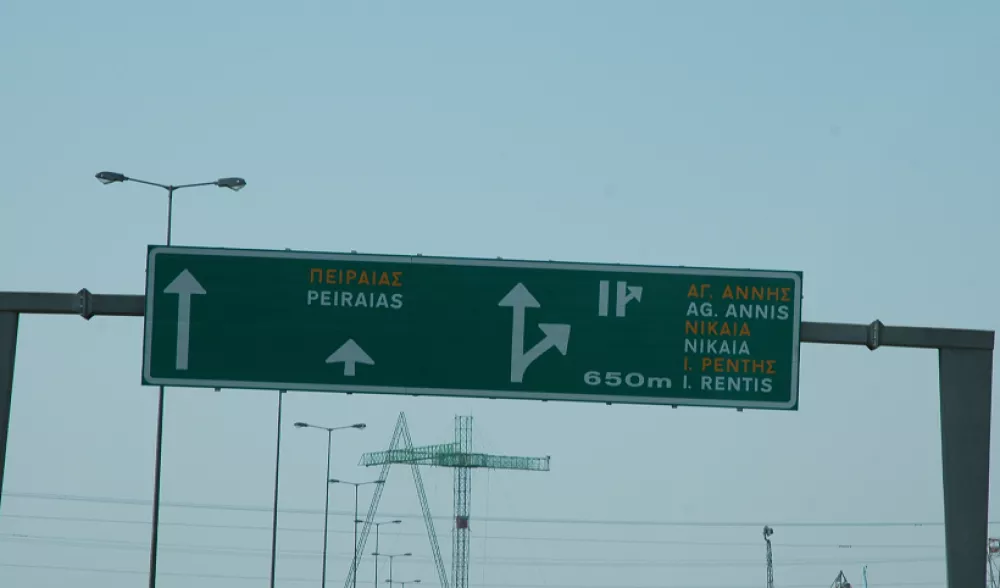 ΠΕΙΡΑΙΑΣ
PEIRAIAS
ΑΓ. ΑΝΝΗΣ
AG. ANNIS
ΝΙΚΑΙΑ
NIKAIA
Ι. ΡΕΝΤΗΣ
I. RENTIS
650m